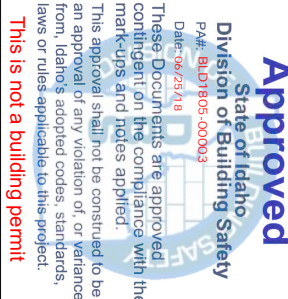 Approved
State of Idaho
Division of Building Safety
PA#: BLD1805-00003
Date: 06/25/18
These Documents are approved
contingent on the compliance with the
mark-ups and notes applied.
This approval shall not be construed to be
an approval of any violation of, or variance
from, Idaho's adopted codes, standards,
laws or rules applicable to this project.
This is not a building permit